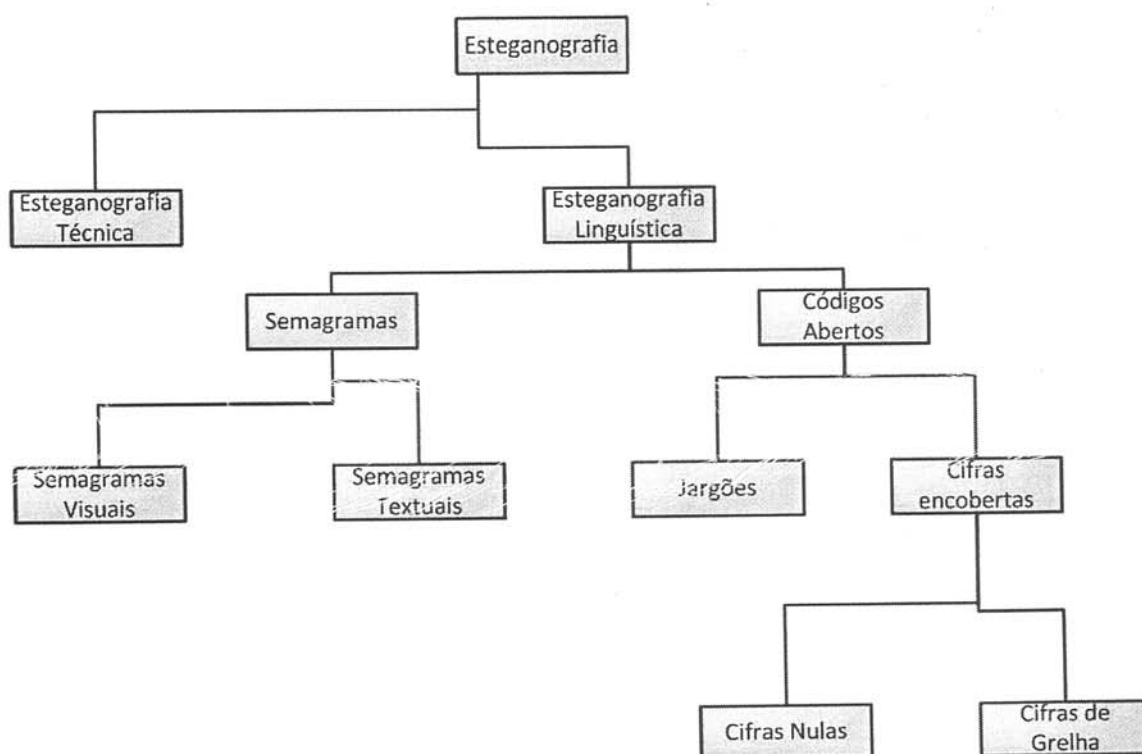 Esteganografia
Esteganografia
Técnica
Esteganografia
Linguística
Semagramas
Códigos
Abertos
Semagramas
Visuais
Semagramas
Textuais
Jargões
Cifras
encobertas
Cifras Nulas
Cifras de
Grelha